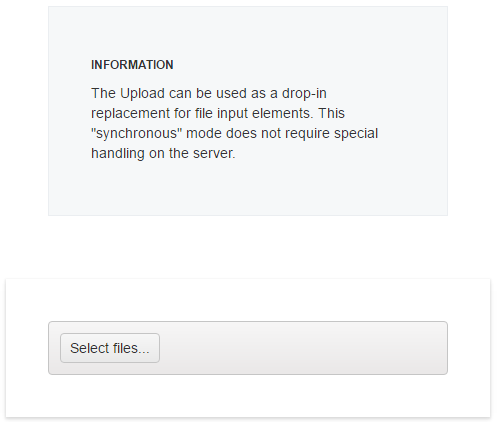 INFORMATION
The Upload can be used as a drop-in
replacement for file input elements. This
"synchronous" mode does not require special
handling on the server.
Select files...